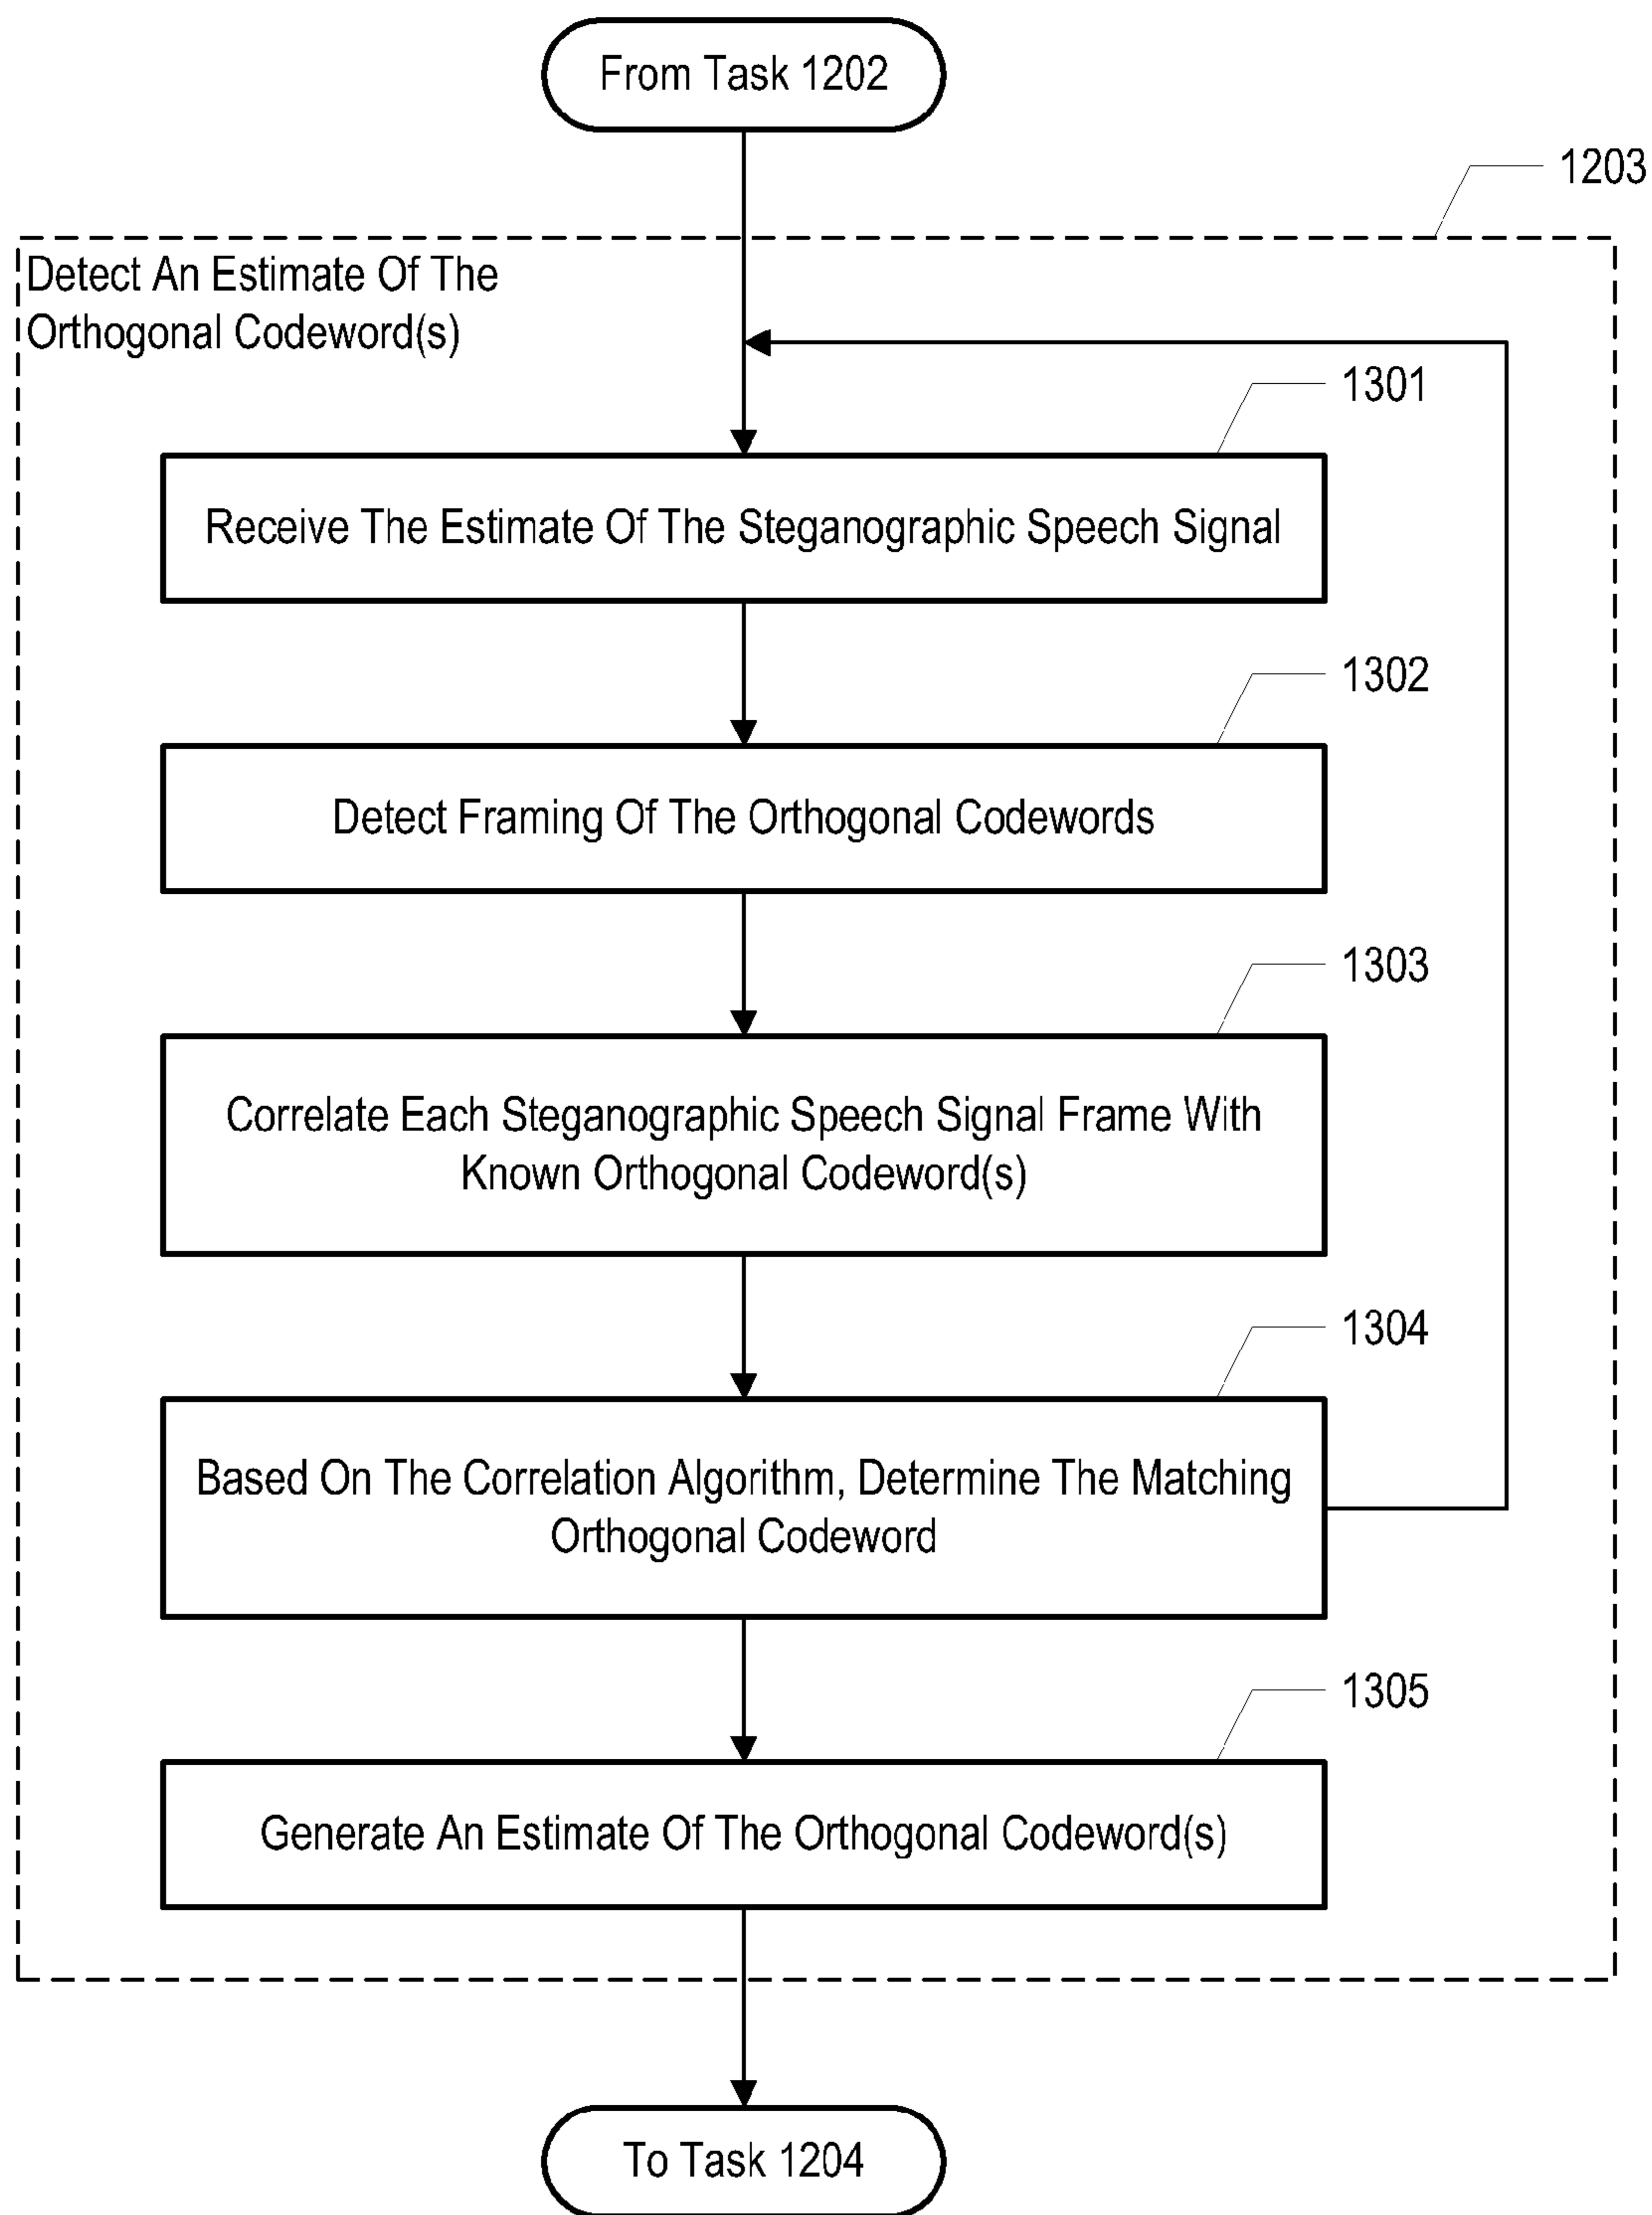 From Task 1202
1203
Detect An Estimate Of The
Orthogonal Codeword(s)
1301
Receive The Estimate Of The Steganographic Speech Signal
1302
Detect Framing Of The Orthogonal Codewords
1303
Correlate Each Steganographic Speech Signal Frame With
Known Orthogonal Codeword(s)
1304
Based On The Correlation Algorithm, Determine The Matching
Orthogonal Codeword
1305
Generate An Estimate Of The Orthogonal Codeword(s)
To Task 1204